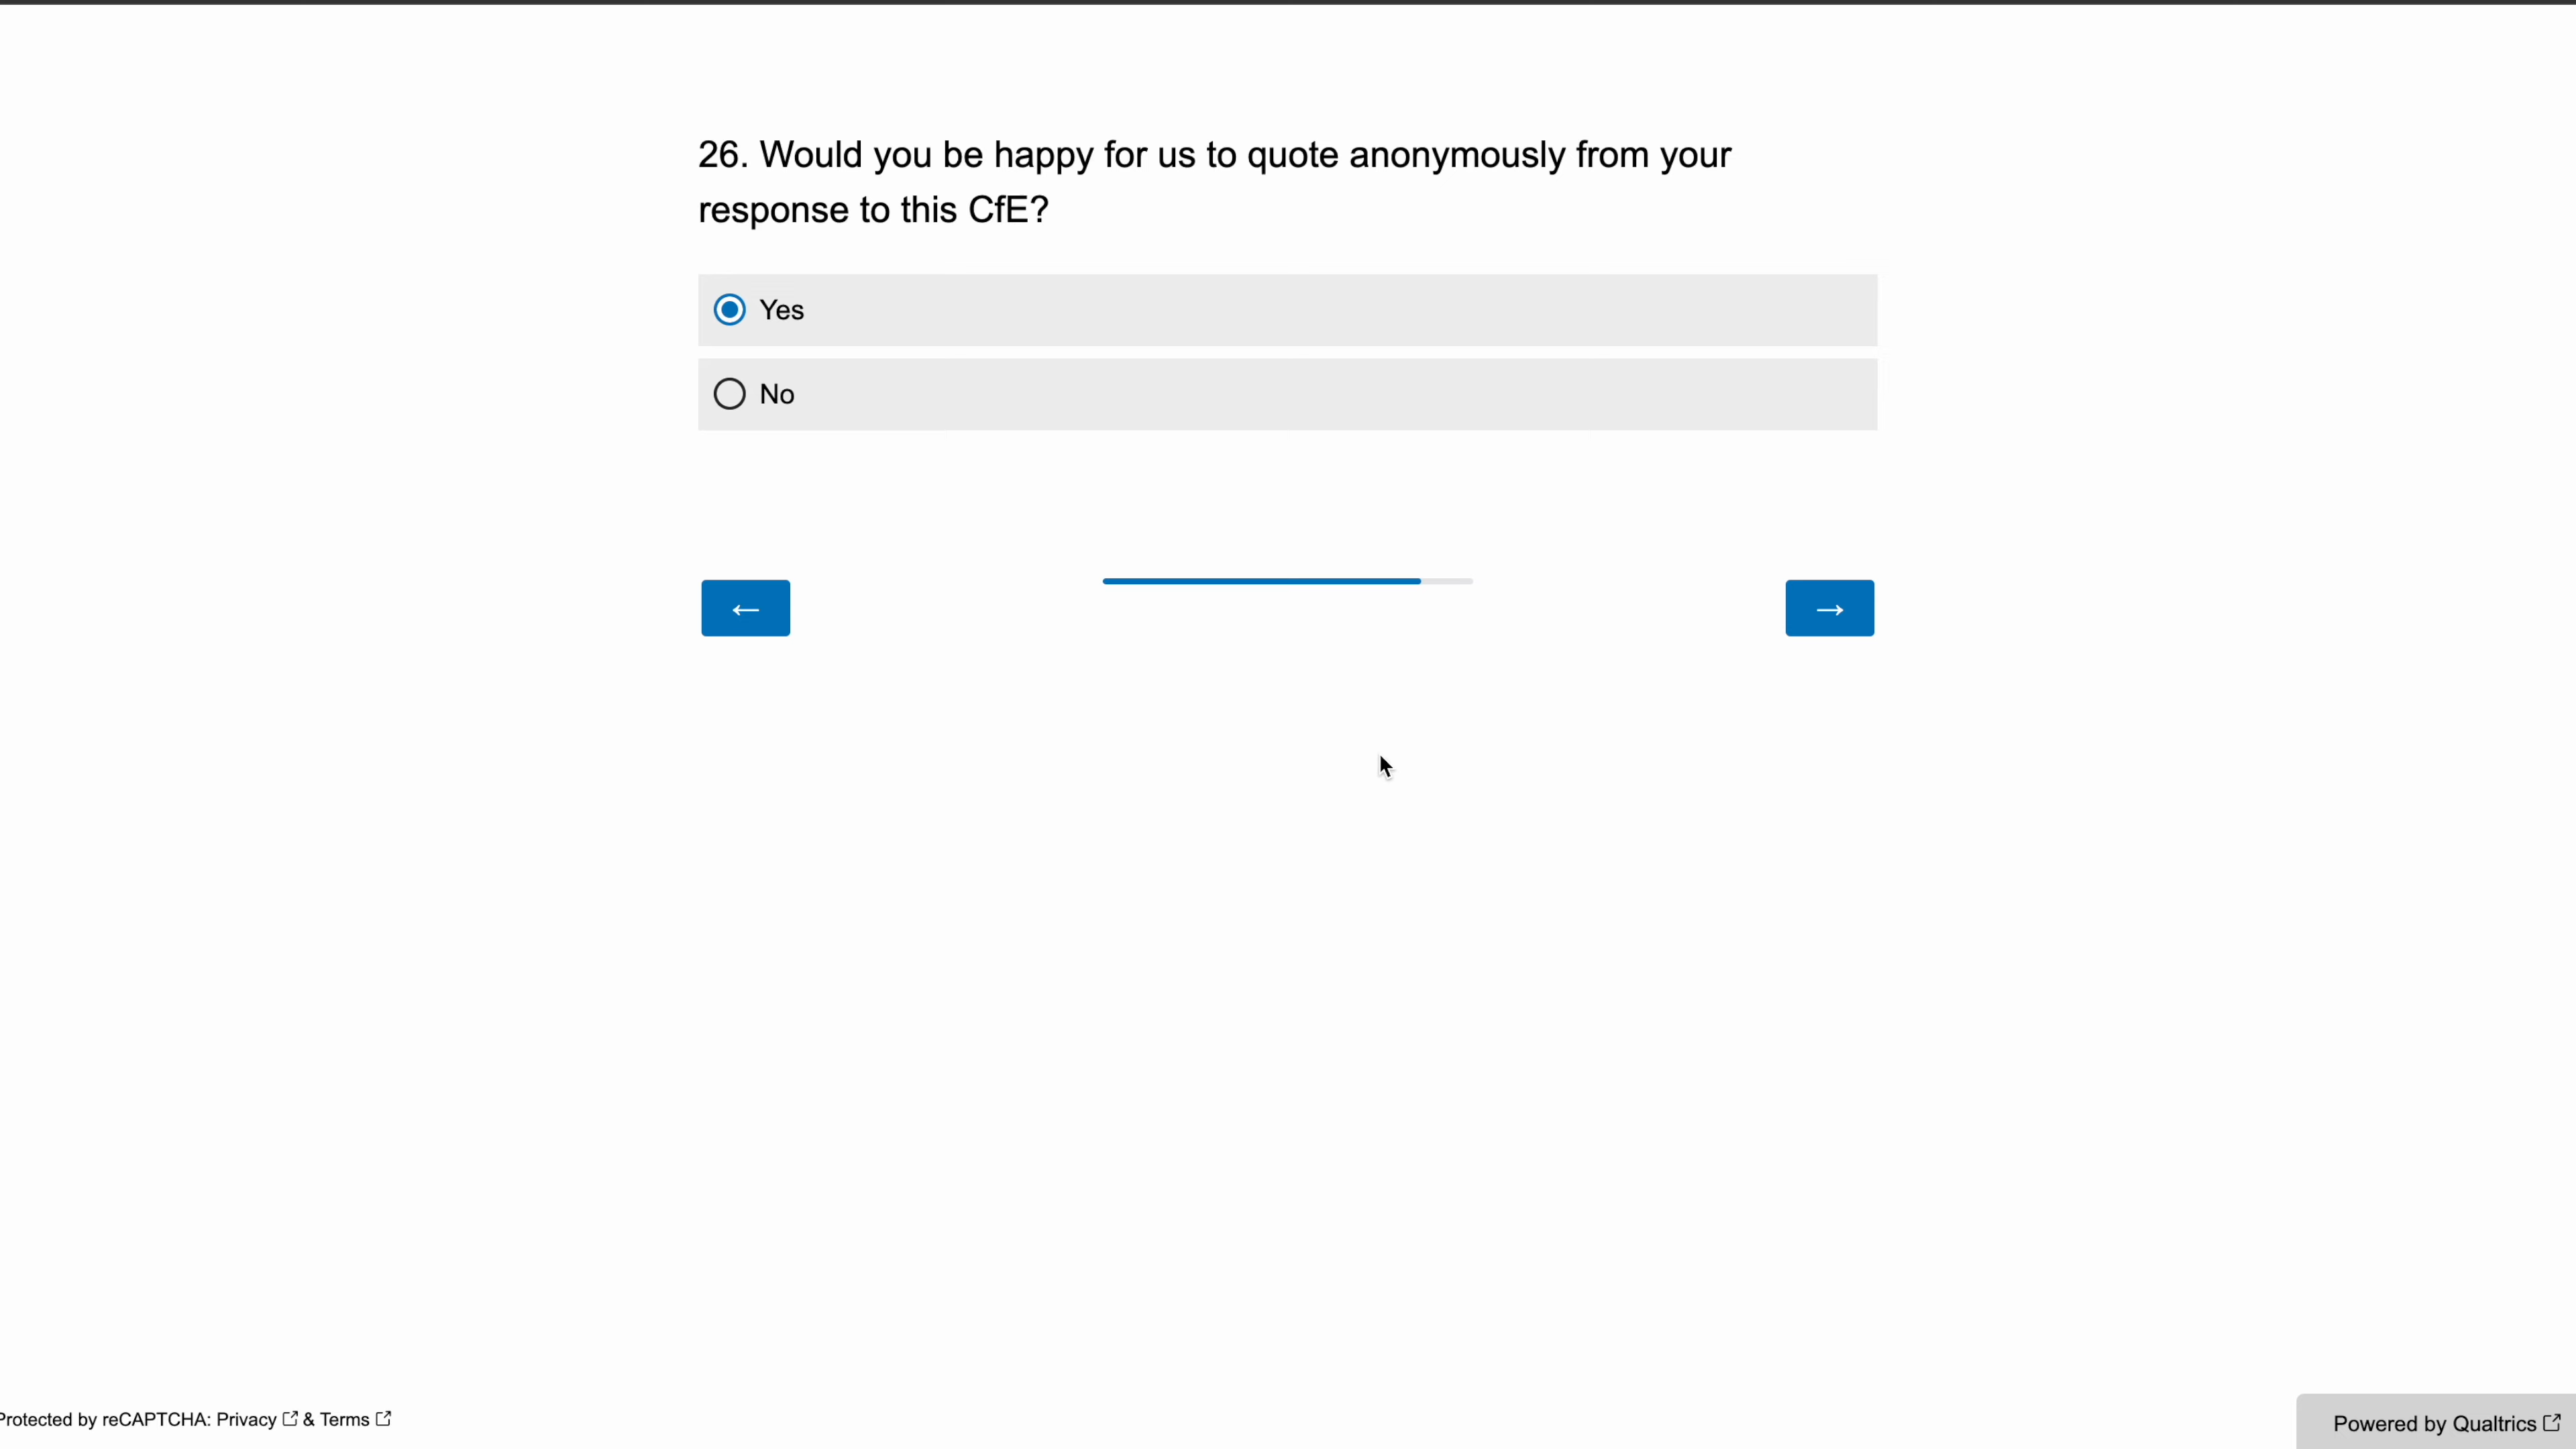 26. Would you be happy for us to quote anonymously from your
response to this CfE?
Yes
No
←
→
Protected by reCAPTCHA: Privacy & Terms
Powered by Qualtrics